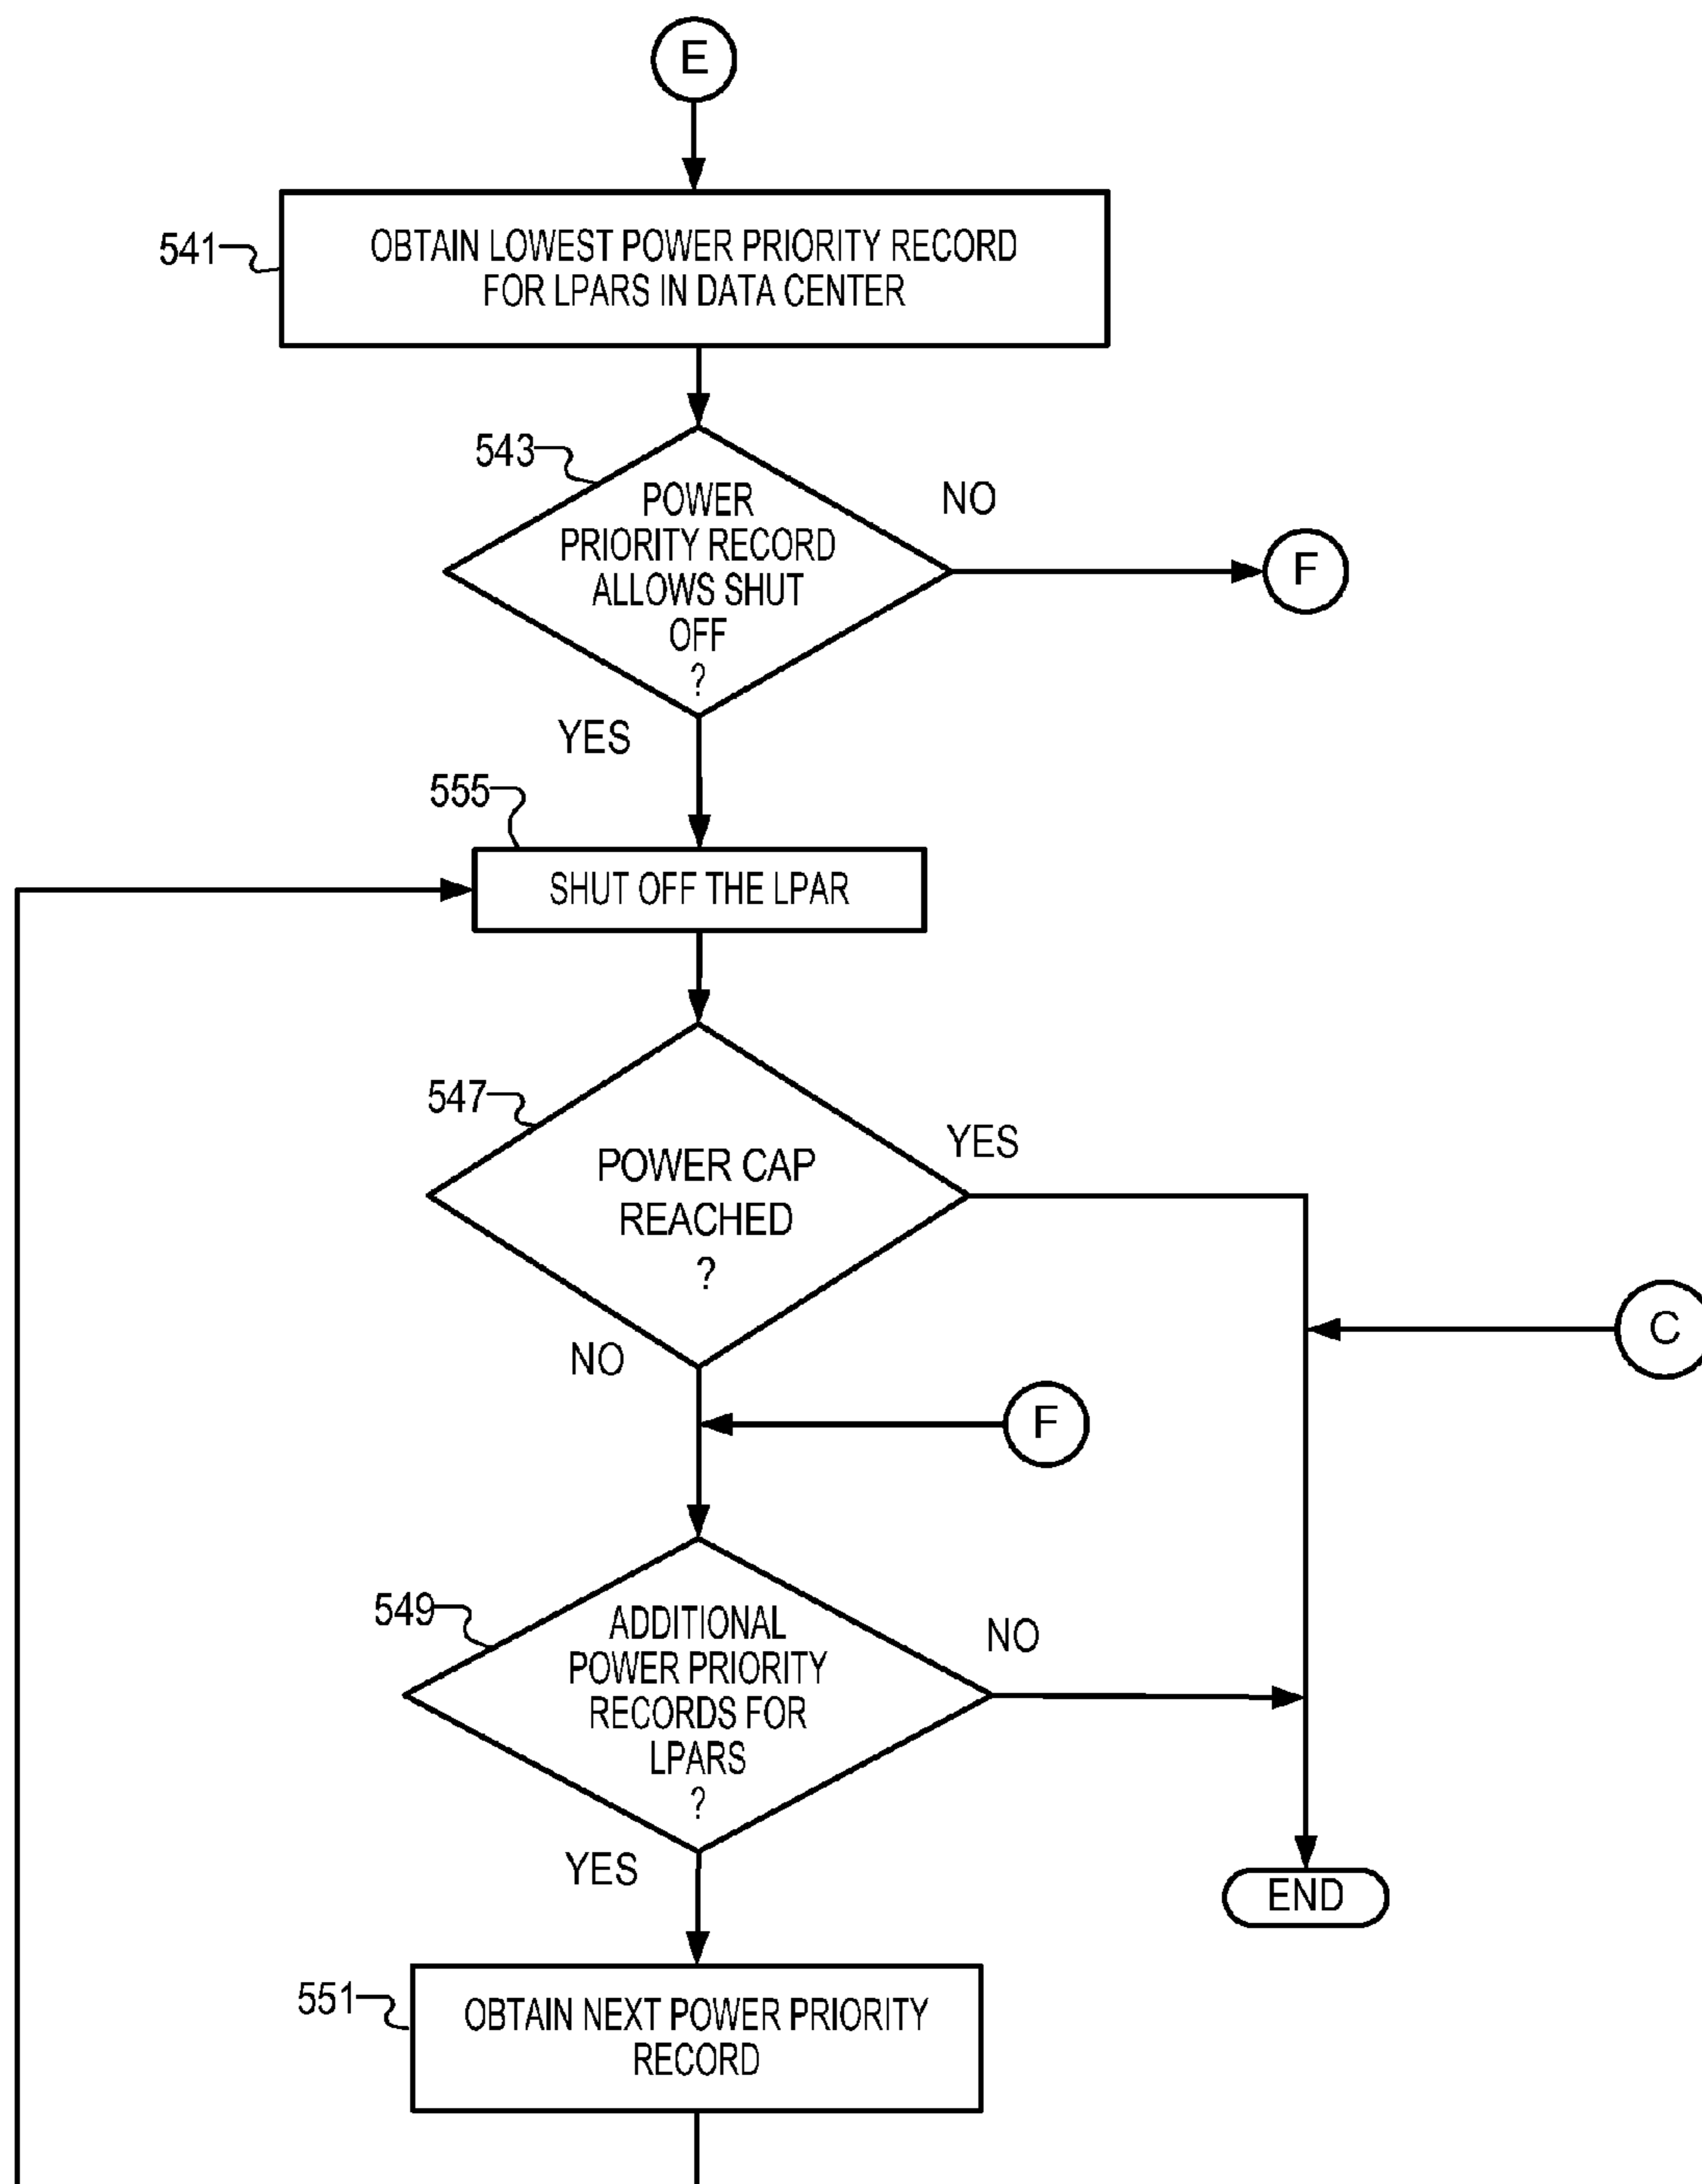 E
541
OBTAIN LOWEST POWER PRIORITY RECORD
FOR LPARS IN DATA CENTER
543
POWER
PRIORITY RECORD
ALLOWS SHUT
OFF
?
NO
F
YES
555
SHUT OFF THE LPAR
547
POWER CAP
REACHED
?
YES
C
NO
F
549
ADDITIONAL
POWER PRIORITY
RECORDS FOR
LPARS
?
NO
YES
END
551
OBTAIN NEXT POWER PRIORITY
RECORD